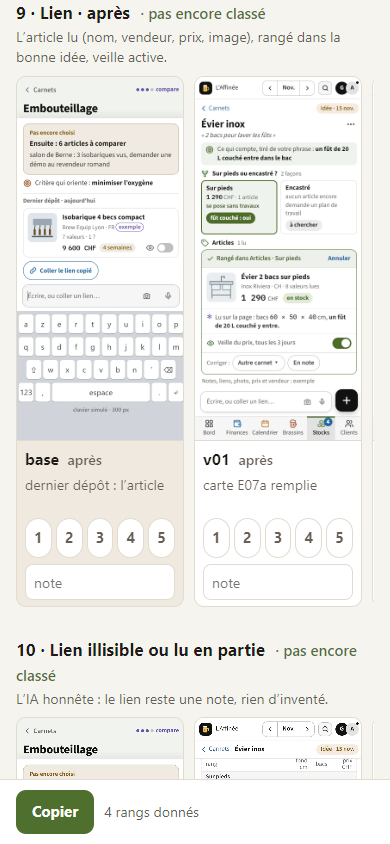 9 · Lien · après · pas encore classé
L'article lu (nom, vendeur, prix, image), rangé dans la
bonne idée, veille active.
‹ Carnets
compare
Embouteillage
Pas encore choisi
Ensuite : 6 articles à comparer
salon de Berne : 3 isobariques vus, demander une
démo au revendeur romand
Critère qui oriente : minimiser l'oxygène
Dernier dépôt - aujourd'hui
Isobarique 4 becs compact
Brew Equip Lyon · FR exemple
7 valeurs · 1 ?
9 600 CHF 4 semaines
Coller le lien copié
Écrire, ou coller un lien...
a z e r t y u i o p
q s d f g h j k l m
⇧ w x c v b n ' ⌫
123 , espace . ↵
clavier simulé · 300 px
base après
dernier dépôt : l'article
1 2 3 4 5
note
L'Affinée
‹ Nov. ›
G A
‹ Carnets
Idée · 13 nov.
Évier inox
« 2 bacs pour laver les fûts »
Ce qui compte, tiré de ta phrase : un fût de 20
L couché entre dans le bac
Sur pieds ou encastré ? 2 façons
Sur pieds
1 290 CHF · 1 article
se pose sans travaux
fût couché : oui
Encastré
aucun article encore
demande un plan de
travail
à chercher
Articles 1 lu
Rangé dans Articles · Sur pieds
Annuler
Évier 2 bacs sur pieds
Inox Riviera · CH · 8 valeurs lues
1 290 CHF en stock
Lu sur la page : bacs 60 × 50 × 40 cm, un fût
de 20 L couché y entre.
Veille du prix, tous les 3 jours
Corriger : Autre carnet En note
Notes, liens, photo, prix et vendeur : exemple
Écrire, ou coller un lien...
+
Bord Finances Calendrier Brassins Stocks Clients
v01 après
carte E07a remplie
1 2 3 4 5
note
10 · Lien illisible ou lu en partie · pas encore
classé
L'IA honnête : le lien reste une note, rien d'inventé.
‹ Carnets
compare
Embouteillage
Pas encore choisi
L'Affinée
‹ Nov. ›
G A
‹ Carnets Évier inox
Idée · 13 nov.
rang
fond
cm
bacs
prix
CHF
Sur pieds
Copier
4 rangs donnés